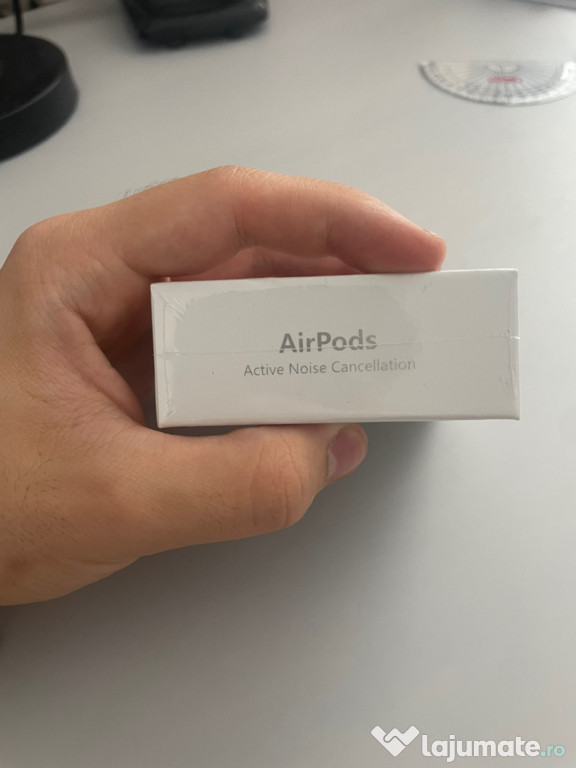 AirPods
Active Noise Cancellation
lajumate.ro